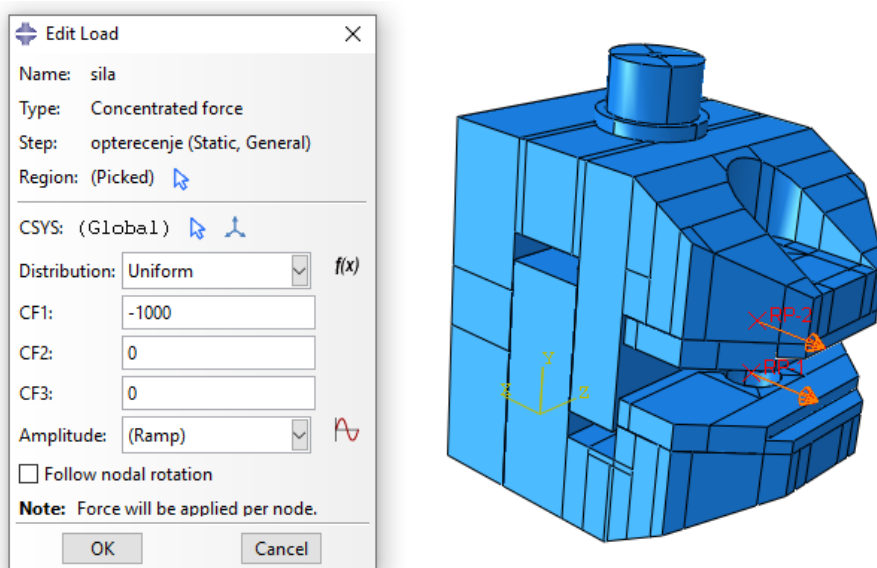 Edit Load
Name: sila
Type: Concentrated force
Step: opterecenje (Static, General)
Region: (Picked)
CSYS: (Global)
Distribution: Uniform f(x)
CF1: -1000
CF2: 0
CF3: 0
Amplitude: (Ramp)
Follow nodal rotation
Note: Force will be applied per node.
OK Cancel
RP-2
RP-1
Y
Z